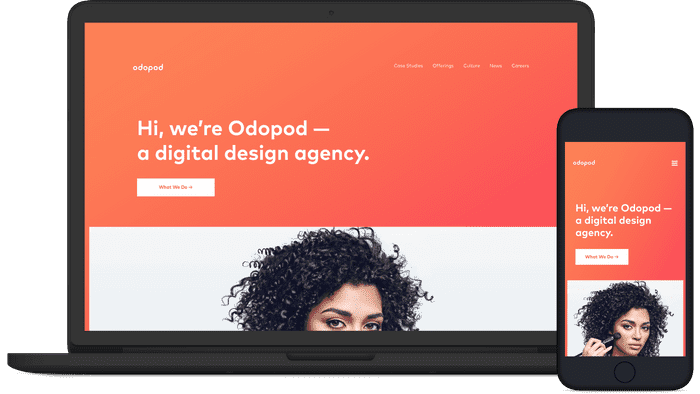 odopod
Case Studies Offerings Culture News Careers
Hi, we're Odopod —
a digital design agency.
What We Do →
odopod
Hi, we're Odopod —
a digital design
agency.
What We Do →